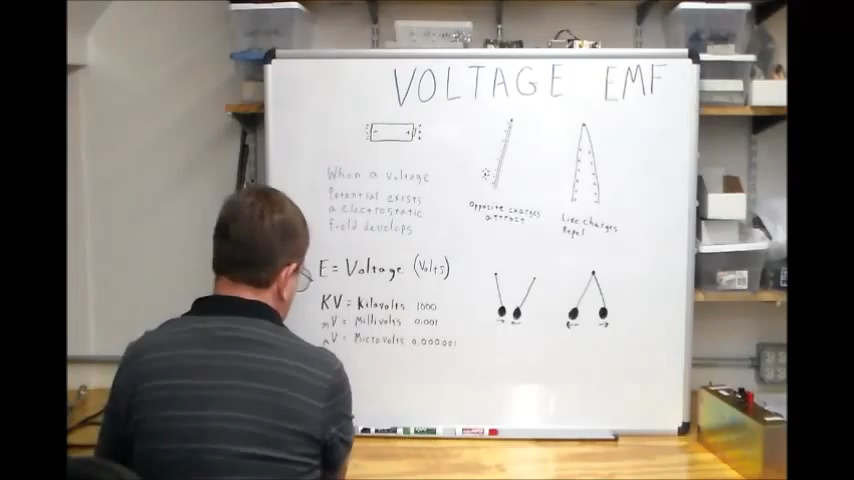 VOLTAGE EMF
When a voltage
Potential exists
a electrostatic
field develops
Opposite charges
attract
Like charges
Repel
E = Voltage (Volts)
KV = Kilovolts 1000
mV = Millivolts 0.001
µV = Microvolts 0.000001